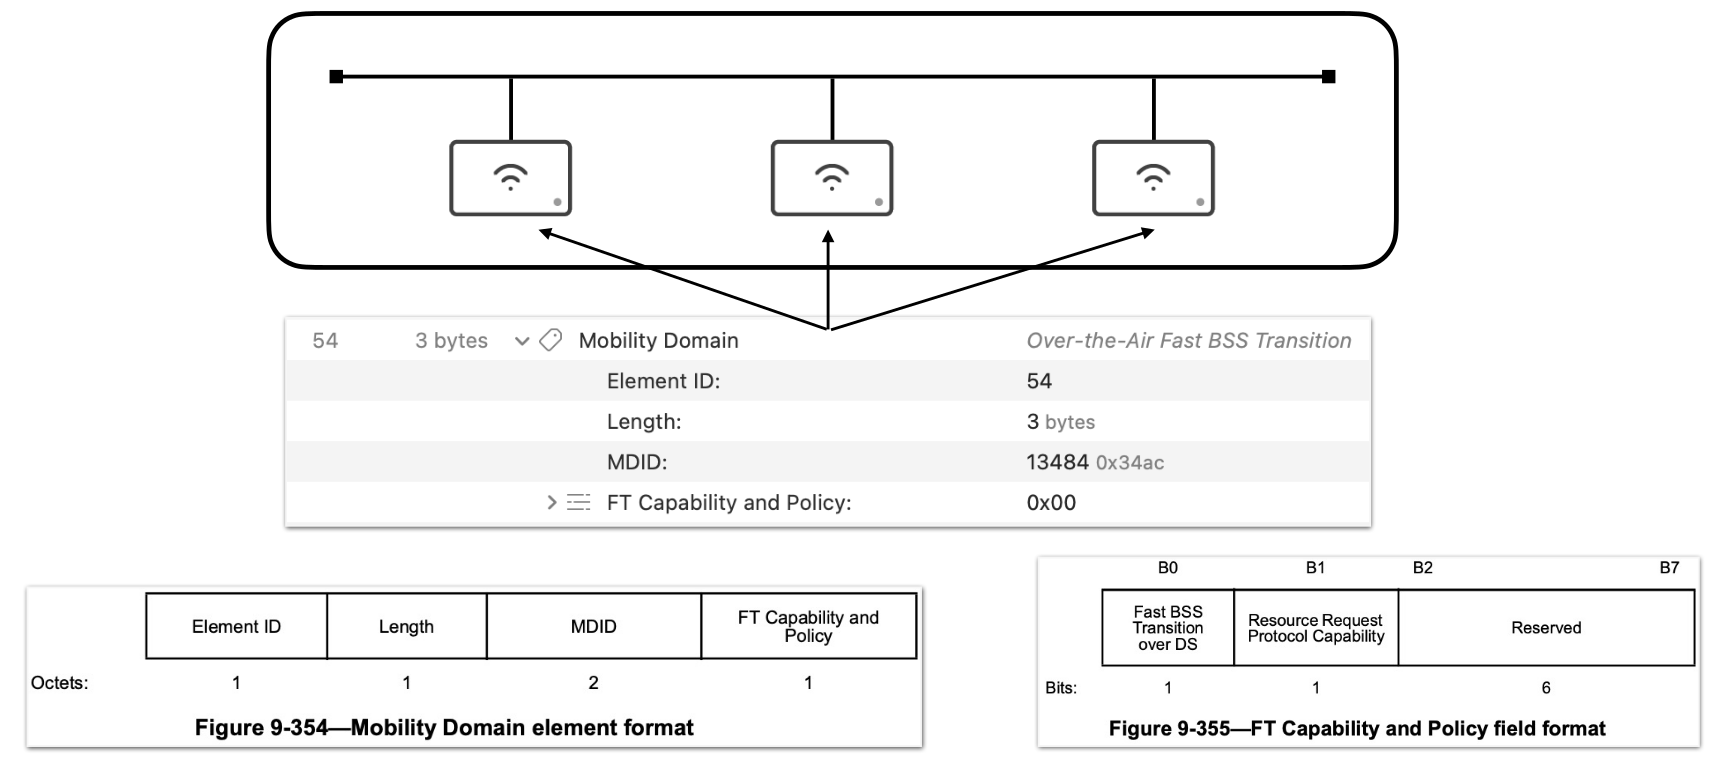 54 3 bytes Mobility Domain Over-the-Air Fast BSS Transition
Element ID: 54
Length: 3 bytes
MDID: 13484 0x34ac
FT Capability and Policy: 0x00
Element ID Length MDID FT Capability and
Policy
Octets: 1 1 2 1
Figure 9-354—Mobility Domain element format
B0 B1 B2 B7
Fast BSS
Transition
over DS
Resource Request
Protocol Capability
Reserved
Bits: 1 1 6
Figure 9-355—FT Capability and Policy field format